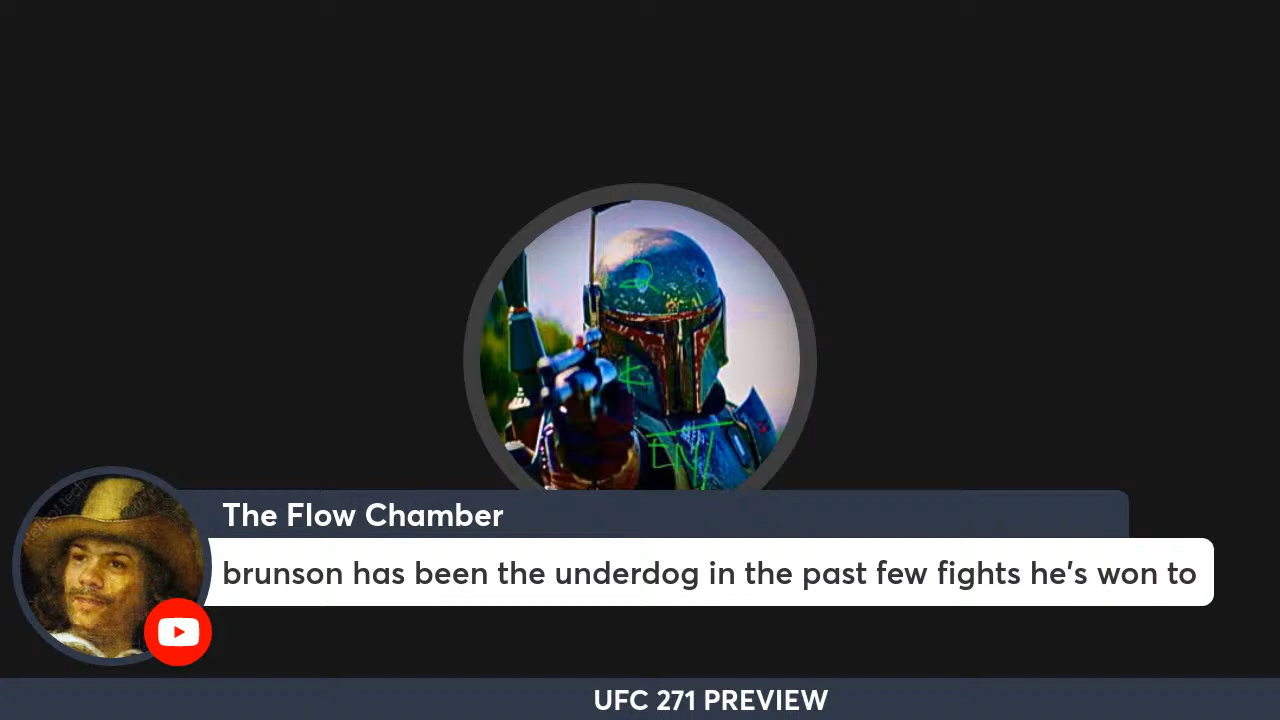 The Flow Chamber
brunson has been the underdog in the past few fights he's won to
UFC 271 PREVIEW